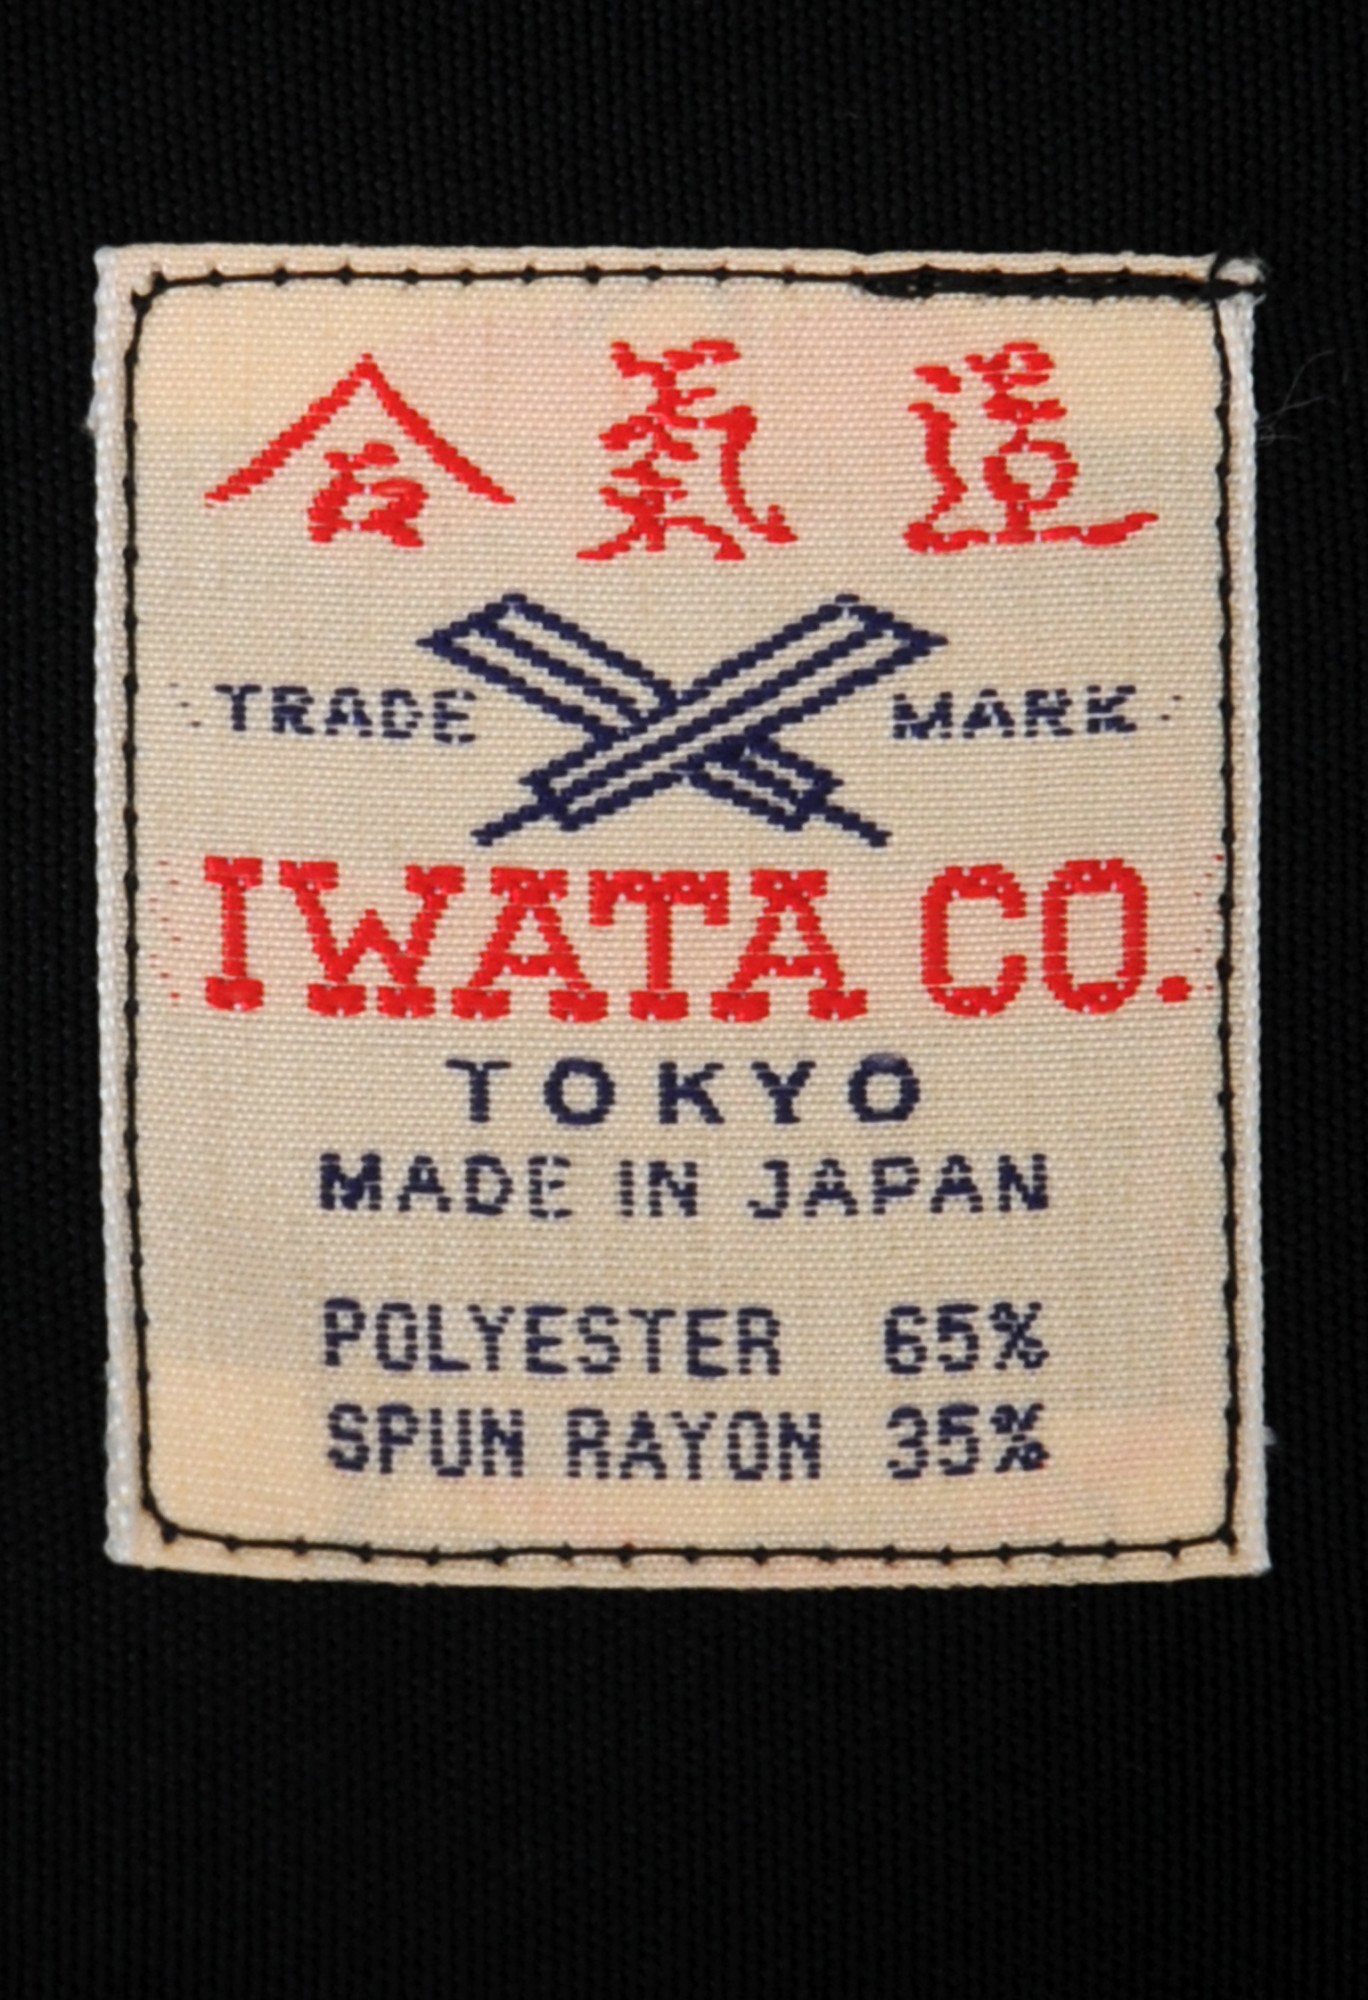 合氣道
TRADE MARK
IWATA CO.
TOKYO
MADE IN JAPAN
POLYESTER 65%
SPUN RAYON 35%